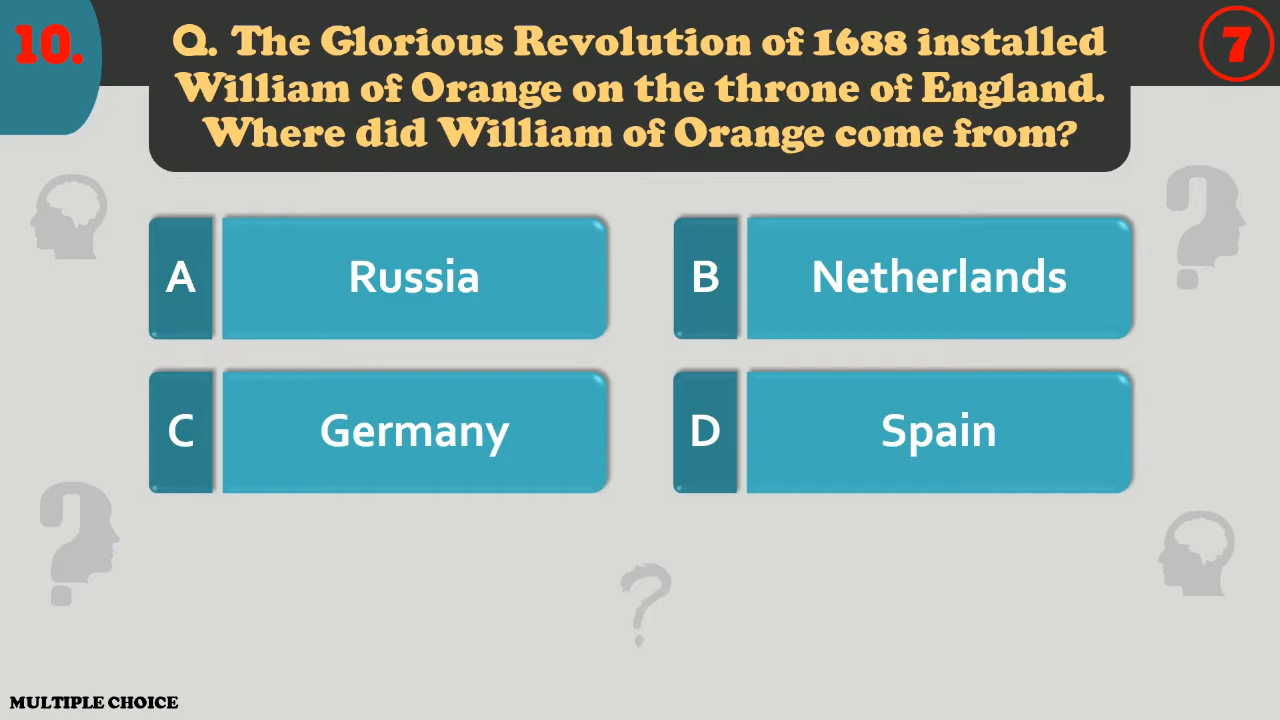 10.
Q. The Glorious Revolution of 1688 installed
William of Orange on the throne of England.
Where did William of Orange come from?
7
A Russia
B Netherlands
C Germany
D Spain
MULTIPLE CHOICE